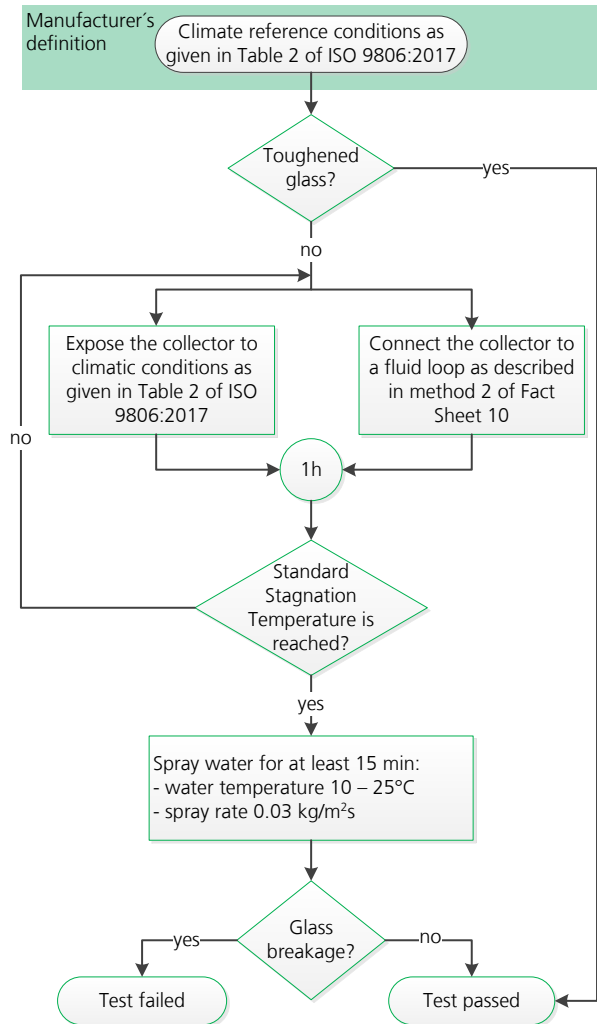 Manufacturer´s
definition
Climate reference conditions as
given in Table 2 of ISO 9806:2017
Toughened
glass?
yes
no
Expose the collector to
climatic conditions as
given in Table 2 of ISO
9806:2017
Connect the collector to
a fluid loop as described
in method 2 of Fact
Sheet 10
no
1h
Standard
Stagnation
Temperature is
reached?
yes
Spray water for at least 15 min:
- water temperature 10 – 25°C
- spray rate 0.03 kg/m²s
Glass
breakage?
yes
no
Test failed
Test passed